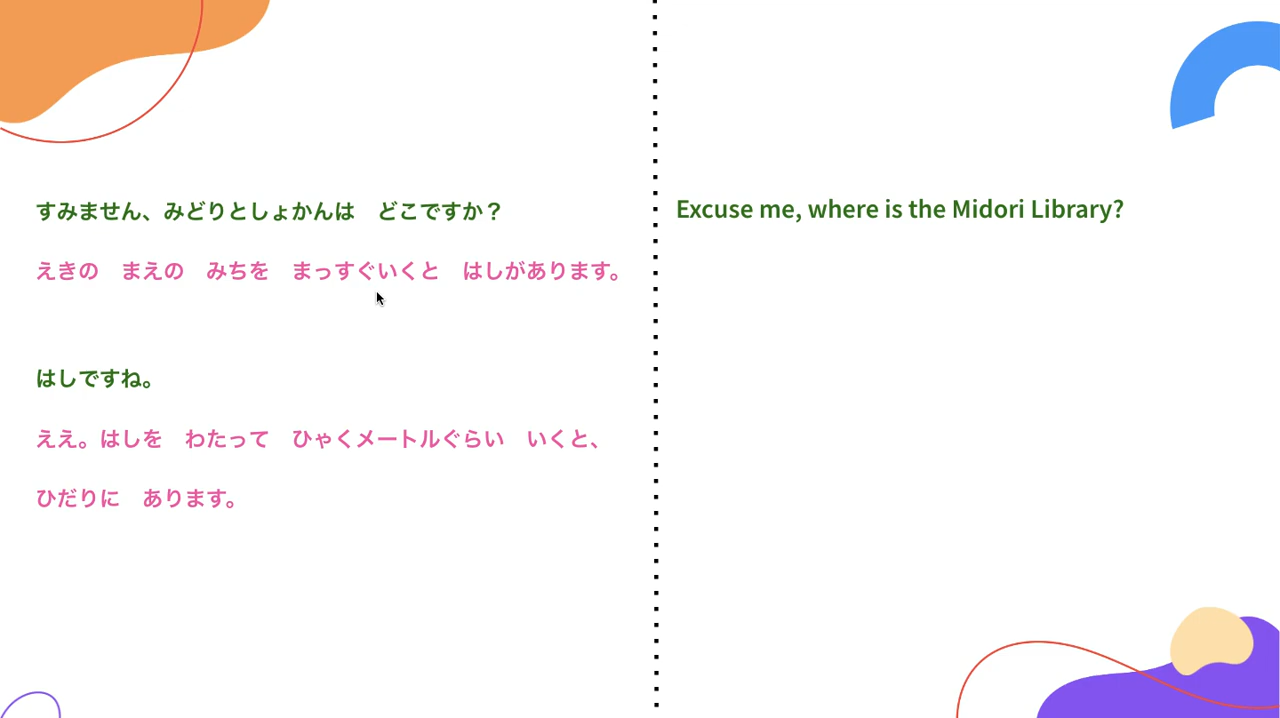 すみません、みどりとしょかんは　どこですか？
えきの　まえの　みちを　まっすぐいくと　はしがあります。
はしですね。
ええ。はしを　わたって　ひゃくメートルぐらい　いくと、
ひだりに　あります。
Excuse me, where is the Midori Library?